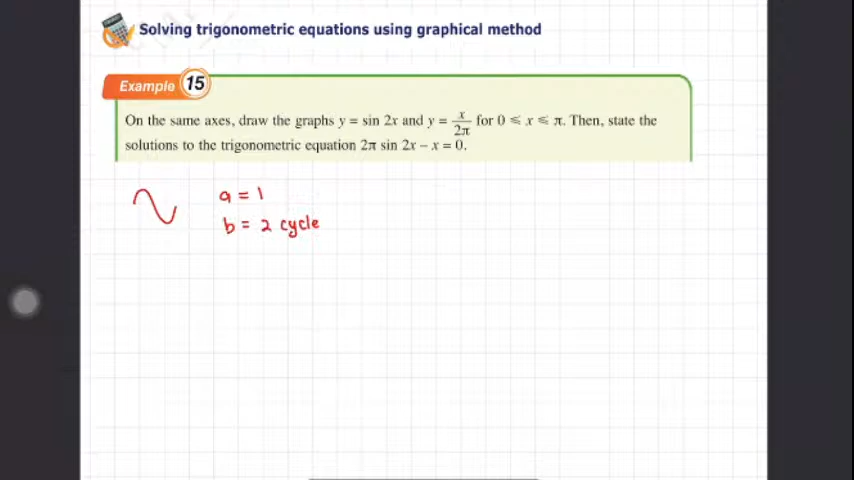 Solving trigonometric equations using graphical method
Example 15
On the same axes, draw the graphs y = sin 2x and y = x/2π for 0 ⩽ x ⩽ π. Then, state the
solutions to the trigonometric equation 2π sin 2x – x = 0.
a = 1
b = 2 cycle